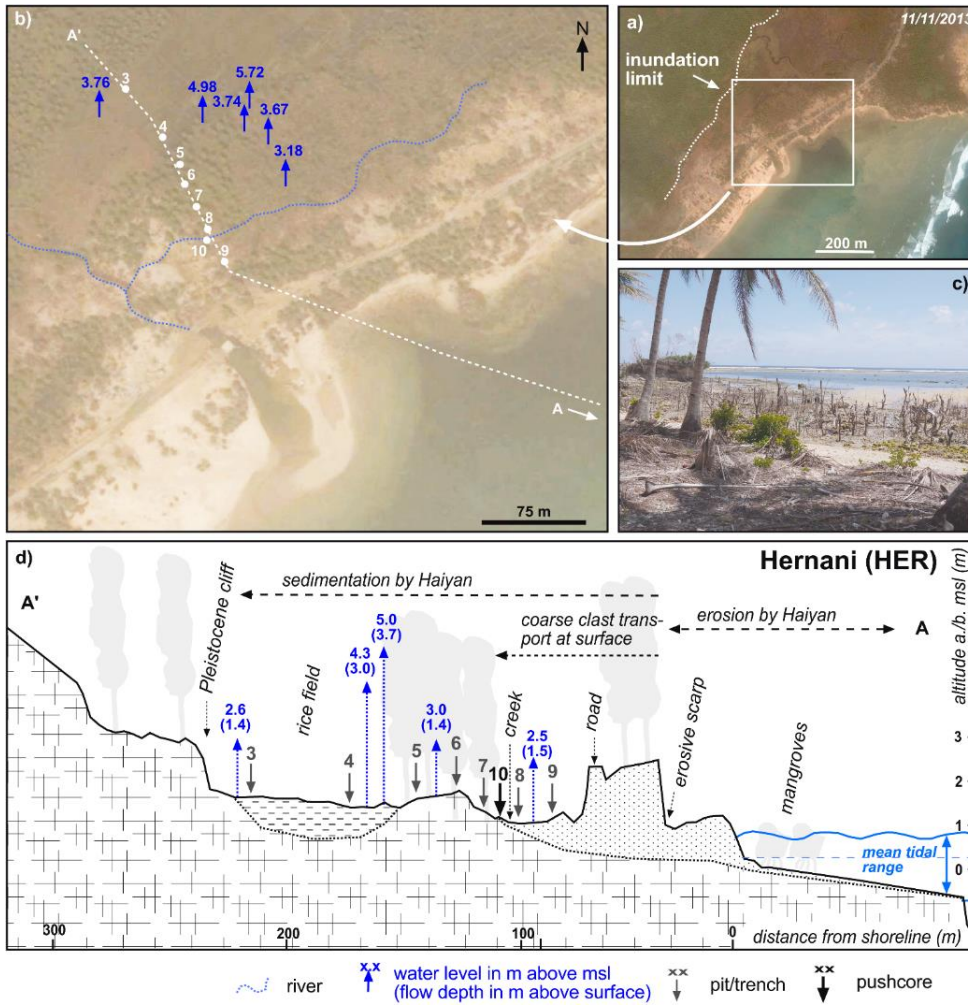 b)
A'
3
3.76
4.98
5.72
3.74
3.67
3.18
4
5
6
7
8
10
9
N
A
75 m
a)
11/11/2013
inundation
limit
200 m
c)
d)
Hernani (HER)
A'
sedimentation by Haiyan
coarse clast trans-
port at surface
erosion by Haiyan
A
altitude a./b. msl (m)
Pleistocene cliff
rice field
creek
road
erosive scarp
mangroves
2.6
(1.4)
4.3
(3.0)
5.0
(3.7)
3.0
(1.4)
2.5
(1.5)
3
4
5
6
7
10
8
9
3
2
1
0
mean tidal
range
300
200
100
0
distance from shoreline (m)
river
x.x
water level in m above msl
(flow depth in m above surface)
xx
pit/trench
xx
pushcore